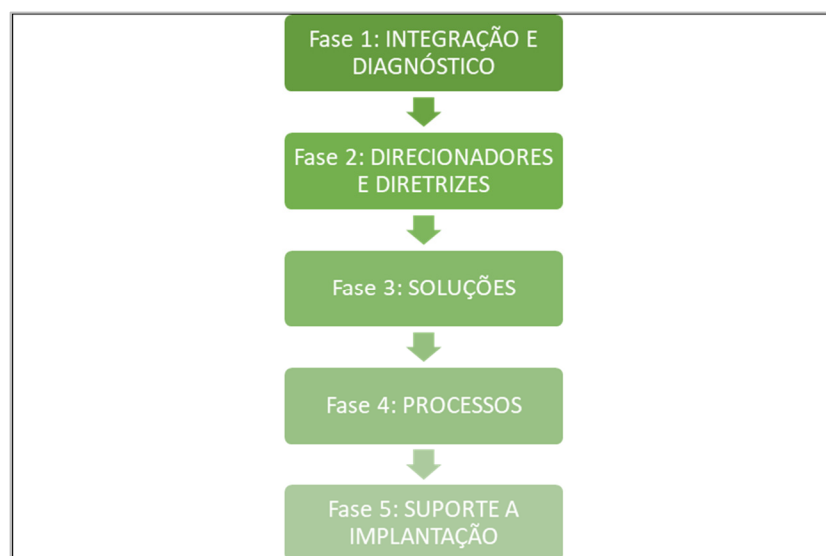 Fase 1: INTEGRAÇÃO E
DIAGNÓSTICO
Fase 2: DIRECIONADORES
E DIRETRIZES
Fase 3: SOLUÇÕES
Fase 4: PROCESSOS
Fase 5: SUPORTE A
IMPLANTAÇÃO